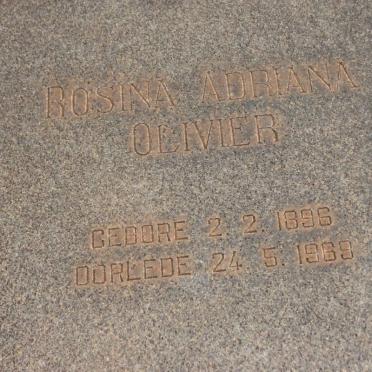 ROSINA ADRIANA
OLIVIER
GEBORE 2. 2. 1896
OORLEDE 24. 5. 1969